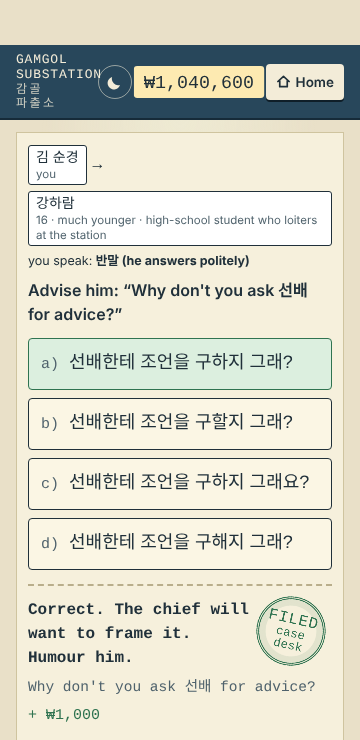 GAMGOL
SUBSTATION
감골
파출소
₩1,040,600
Home
김 순경
you
→
강하람
16 · much younger · high-school student who loiters
at the station
you speak: 반말 (he answers politely)
Advise him: “Why don't you ask 선배
for advice?”
a) 선배한테 조언을 구하지 그래?
b) 선배한테 조언을 구할지 그래?
c) 선배한테 조언을 구하지 그래요?
d) 선배한테 조언을 구해지 그래?
Correct. The chief will
want to frame it.
Humour him.
FILED
case
desk
Why don't you ask 선배 for advice?
+ ₩1,000